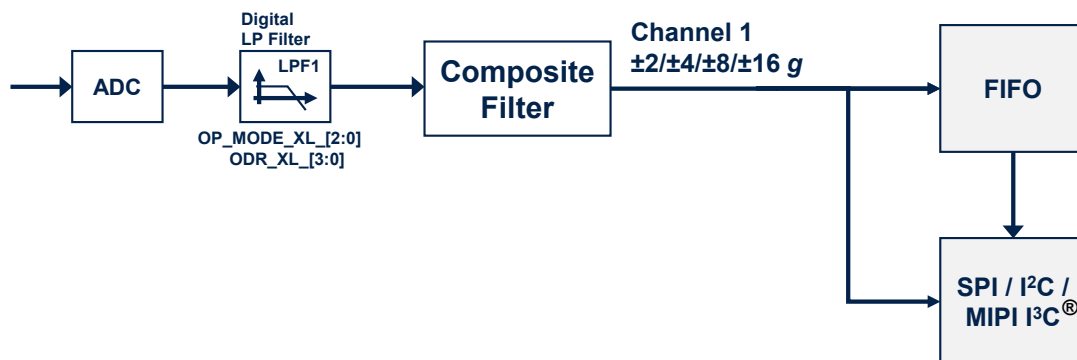 Digital
LP Filter
ADC
LPF1
OP_MODE_XL_[2:0]
ODR_XL_[3:0]
Composite
Filter
Channel 1
±2/±4/±8/±16 g
FIFO
SPI / I²C /
MIPI I³C®